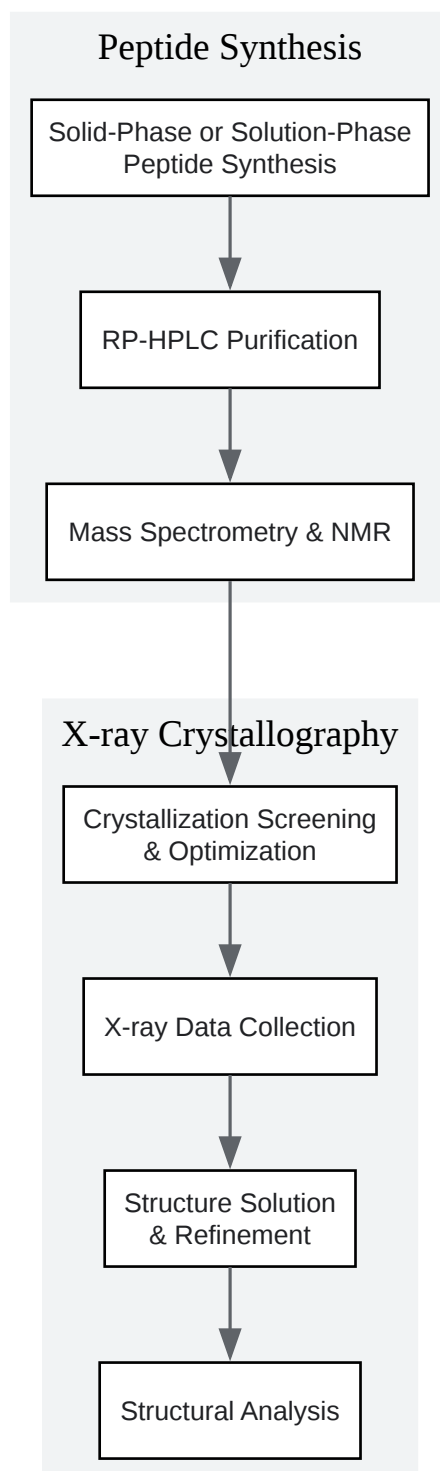 Peptide Synthesis
Solid-Phase or Solution-Phase
Peptide Synthesis
RP-HPLC Purification
Mass Spectrometry & NMR
X-ray Crystallography
Crystallization Screening
& Optimization
X-ray Data Collection
Structure Solution
& Refinement
Structural Analysis